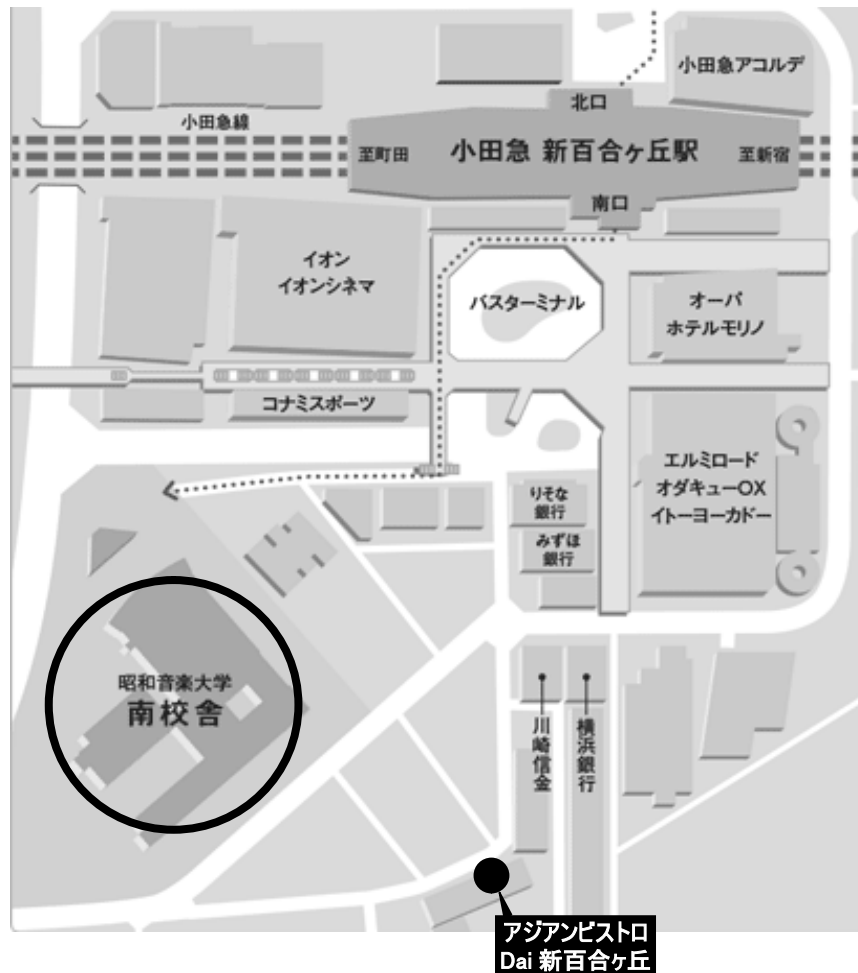 小田急アコルデ
北口
小田急線
至町田
小田急 新百合ヶ丘駅
至新宿
南口
イオン
イオンシネマ
バスターミナル
オーパ
ホテルモリノ
コナミスポーツ
エルミロード
オダキューOX
イトーヨーカドー
りそな
銀行
みずほ
銀行
昭和音楽大学
南校舎
川崎信金
横浜銀行
アジアンビストロ
Dai 新百合ヶ丘